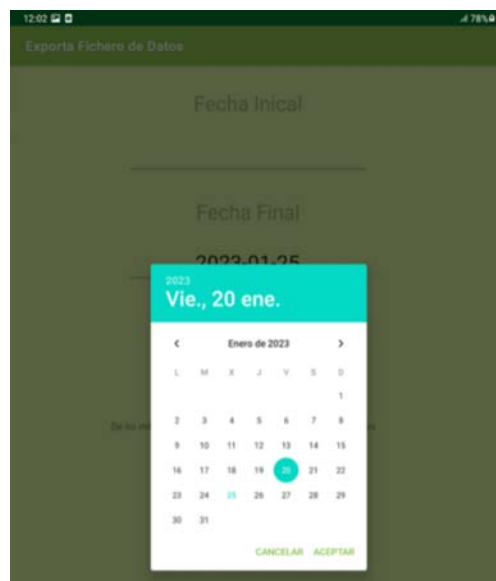 12:02
78%
Exporta Fichero de Datos
Fecha Inical
Fecha Final
2023-01-25
2023
Vie., 20 ene.
Enero de 2023
L M X J V S D
1
2 3 4 5 6 7 8
9 10 11 12 13 14 15
16 17 18 19 20 21 22
23 24 25 26 27 28 29
30 31
CANCELAR ACEPTAR